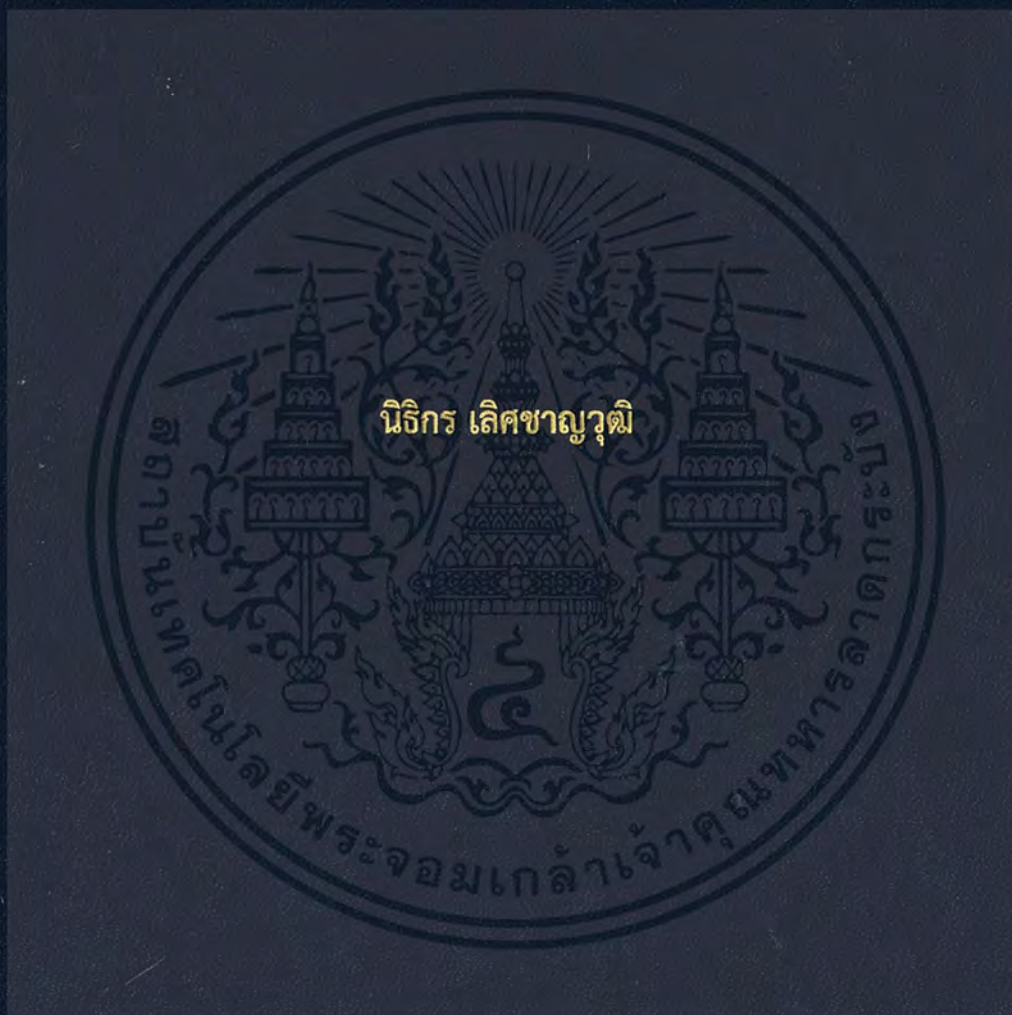 นิธิกร เลิศชาญวุฒิ
สถาบันเทคโนโลยีพระจอมเกล้าเจ้าคุณทหารลาดกระบัง
๔